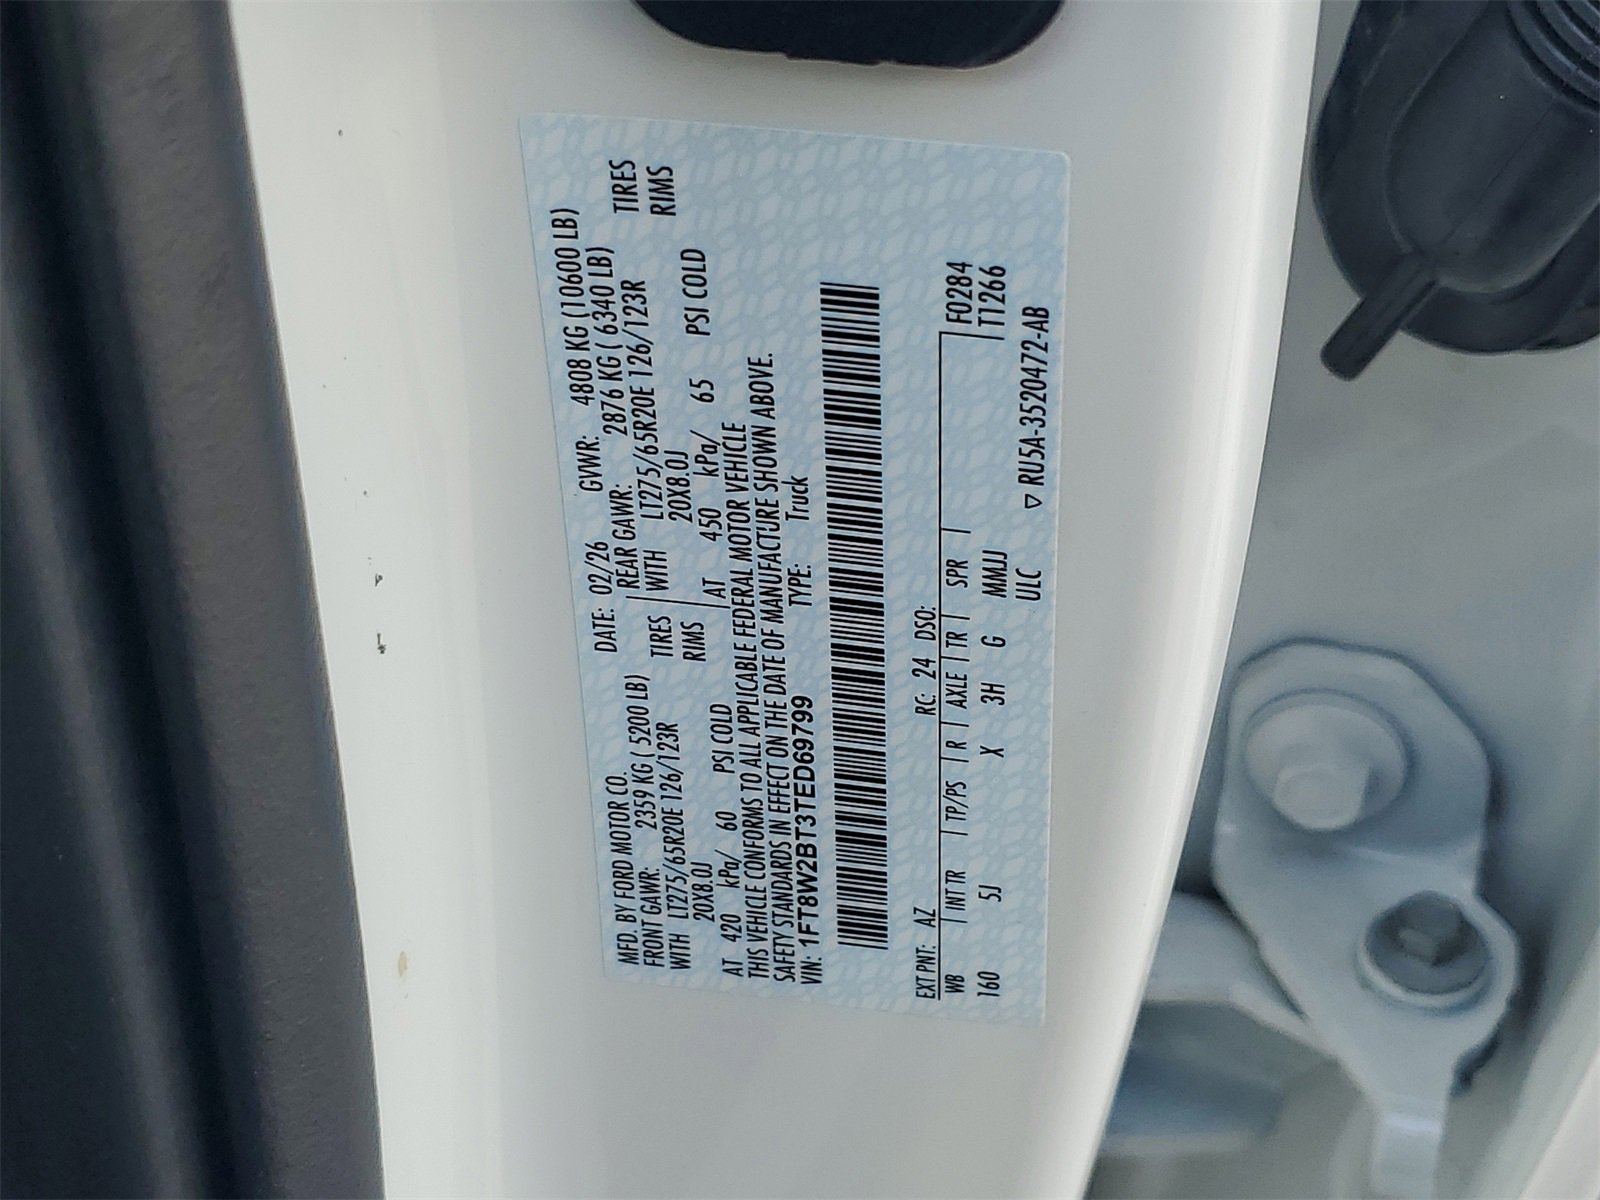 MFD. BY FORD MOTOR CO. DATE: 02/26 GVWR: 4808 KG (10600 LB)
FRONT GAWR: 2359 KG ( 5200 LB) REAR GAWR: 2876 KG ( 6340 LB)
WITH LT275/65R20E 126/123R TIRES WITH LT275/65R20E 126/123R TIRES
20X8.0J RIMS 20X8.0J RIMS
AT 420 kPa/ 60 PSI COLD AT 450 kPa/ 65 PSI COLD
THIS VEHICLE CONFORMS TO ALL APPLICABLE FEDERAL MOTOR VEHICLE
SAFETY STANDARDS IN EFFECT ON THE DATE OF MANUFACTURE SHOWN ABOVE.
VIN: 1FT8W2BT3TED69799 TYPE: Truck
EXT PNT: AZ RC: 24 DSO:
WB | INT TR | TP/PS | R | AXLE | TR | SPR | F0284
160 5J X 3H G MMJJ T1266
ULC ▽ RU5A-3520472-AB